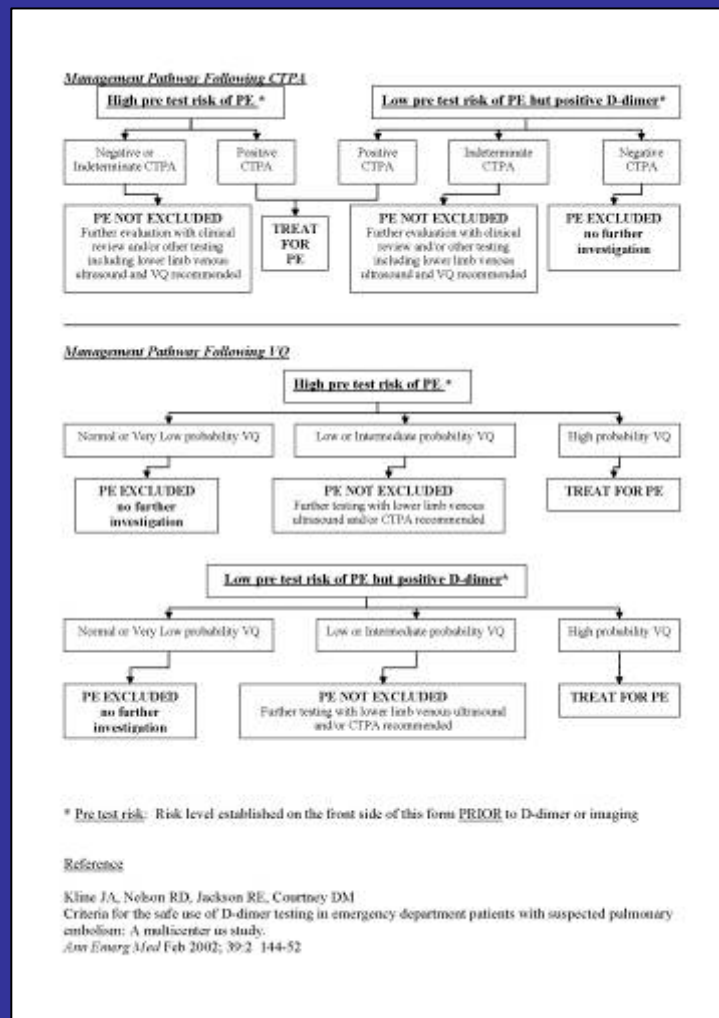 Management Pathway Following CTPA
High pre test risk of PE *
Low pre test risk of PE but positive D-dimer*
Negative or
Indeterminate CTPA
Positive
CTPA
Positive
CTPA
Indeterminate
CTPA
Negative
CTPA
PE NOT EXCLUDED
Further evaluation with clinical
review and/or other testing
including lower limb venous
ultrasound and VQ recommended
TREAT
FOR
PE
PE NOT EXCLUDED
Further evaluation with clinical
review and/or other testing
including lower limb venous
ultrasound and VQ recommended
PE EXCLUDED
no further
investigation
Management Pathway Following VQ
High pre test risk of PE *
Normal or Very Low probability VQ
Low or Intermediate probability VQ
High probability VQ
PE EXCLUDED
no further
investigation
PE NOT EXCLUDED
Further testing with lower limb venous
ultrasound and/or CTPA recommended
TREAT FOR PE
Low pre test risk of PE but positive D-dimer*
Normal or Very Low probability VQ
Low or Intermediate probability VQ
High probability VQ
PE EXCLUDED
no further
investigation
PE NOT EXCLUDED
Further testing with lower limb venous ultrasound
and/or CTPA recommended
TREAT FOR PE
* Pre test risk: Risk level established on the front side of this form PRIOR to D-dimer or imaging
Reference
Kline JA, Nelson RD, Jackson RE, Courtney DM
Criteria for the safe use of D-dimer testing in emergency department patients with suspected pulmonary
embolism: A multicenter us study.
Ann Emerg Med Feb 2002; 39:2 144-52